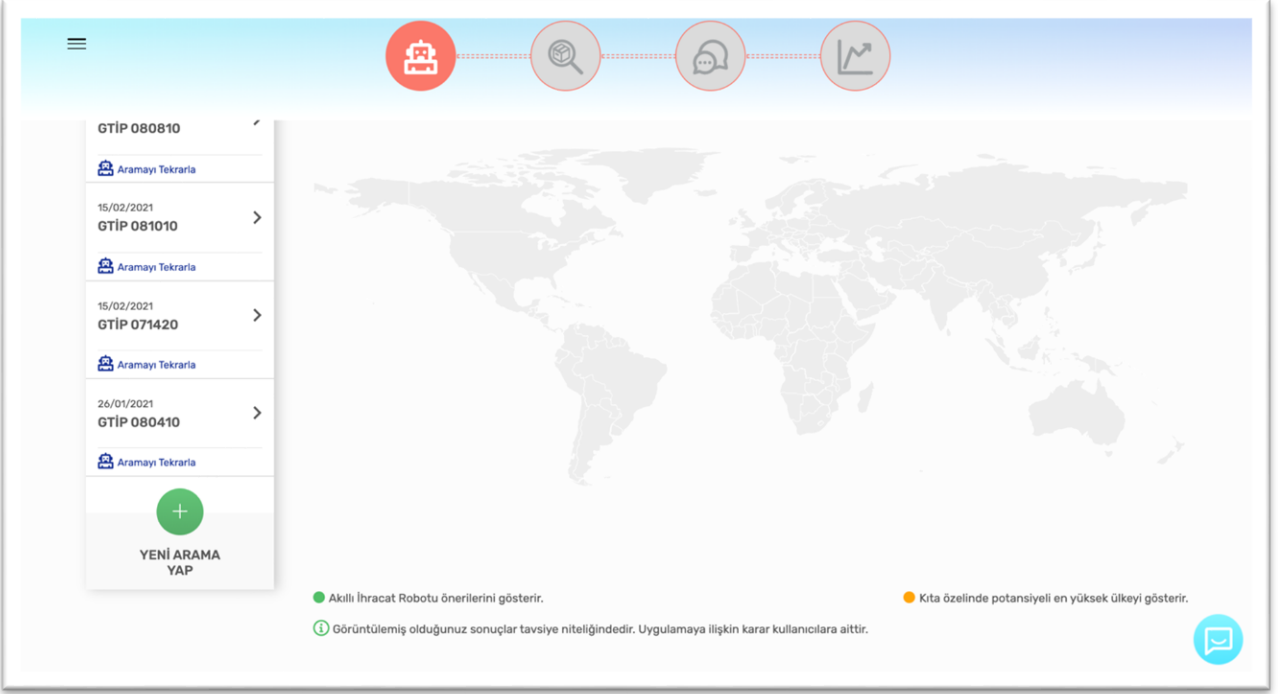 GTİP 080810
Aramayı Tekrarla
15/02/2021
GTİP 081010
Aramayı Tekrarla
15/02/2021
GTİP 071420
Aramayı Tekrarla
26/01/2021
GTİP 080410
Aramayı Tekrarla
YENİ ARAMA
YAP
Akıllı İhracat Robotu önerilerini gösterir.
Kıta özelinde potansiyeli en yüksek ülkeyi gösterir.
Görüntülemiş olduğunuz sonuçlar tavsiye niteliğindedir. Uygulamaya ilişkin karar kullanıcılara aittir.